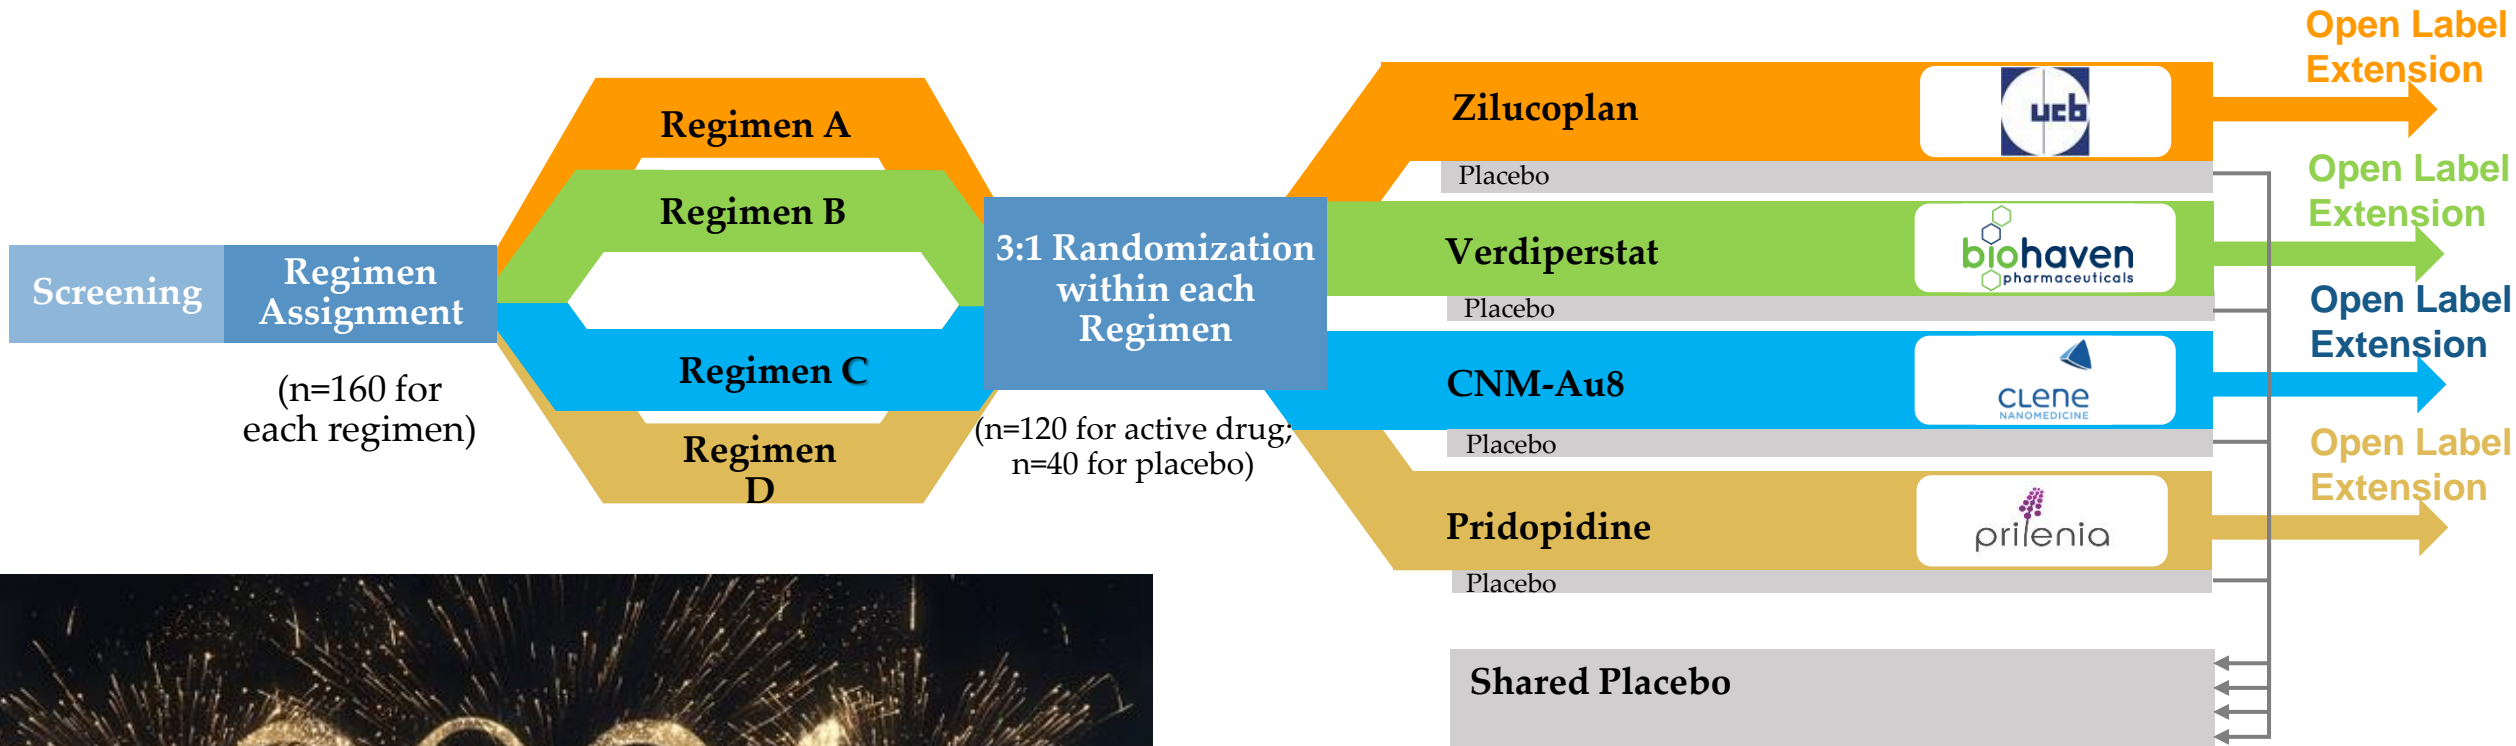 Screening
Regimen
Assignment
(n=160 for
each regimen)
Regimen A
Regimen B
Regimen C
Regimen
D
3:1 Randomization
within each
Regimen
(n=120 for active drug;
n=40 for placebo)
Zilucoplan
ucb
Placebo
Verdiperstat
biohaven
pharmaceuticals
Placebo
CNM-Au8
CLENE
NANOMEDICINE
Placebo
Pridopidine
prilenia
Placebo
Shared Placebo
Open Label
Extension
Open Label
Extension
Open Label
Extension
Open Label
Extension